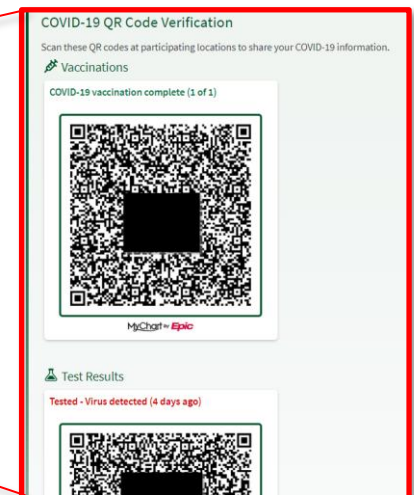 COVID-19 QR Code Verification
Scan these QR codes at participating locations to share your COVID-19 information.
Vaccinations
COVID-19 vaccination complete (1 of 1)
MyChart by Epic
Test Results
Tested - Virus detected (4 days ago)